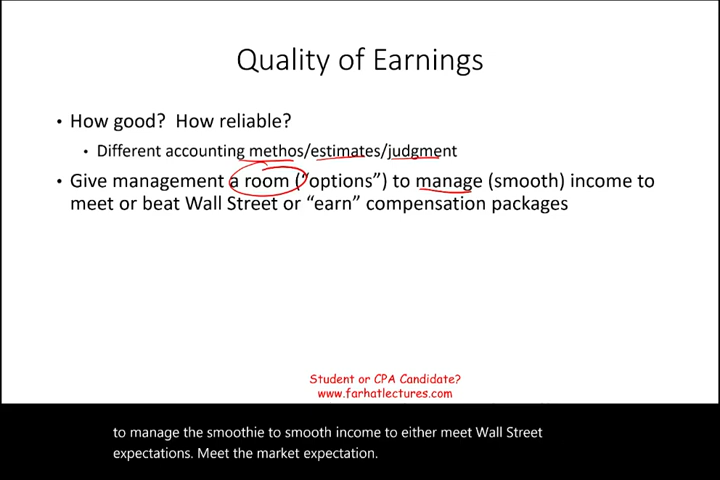 Quality of Earnings
• How good? How reliable?
• Different accounting methos/estimates/judgment
• Give management a room (“options”) to manage (smooth) income to
meet or beat Wall Street or “earn” compensation packages
Student or CPA Candidate?
www.farhatlectures.com
to manage the smoothie to smooth income to either meet Wall Street
expectations. Meet the market expectation.